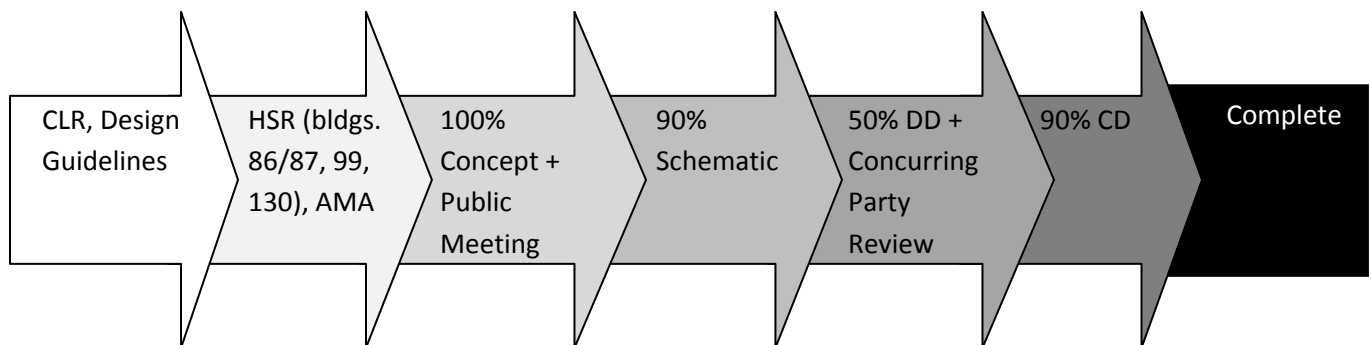 CLR, Design
Guidelines
HSR (bldgs.
86/87, 99,
130), AMA
100%
Concept +
Public
Meeting
90%
Schematic
50% DD +
Concurring
Party
Review
90% CD
Complete